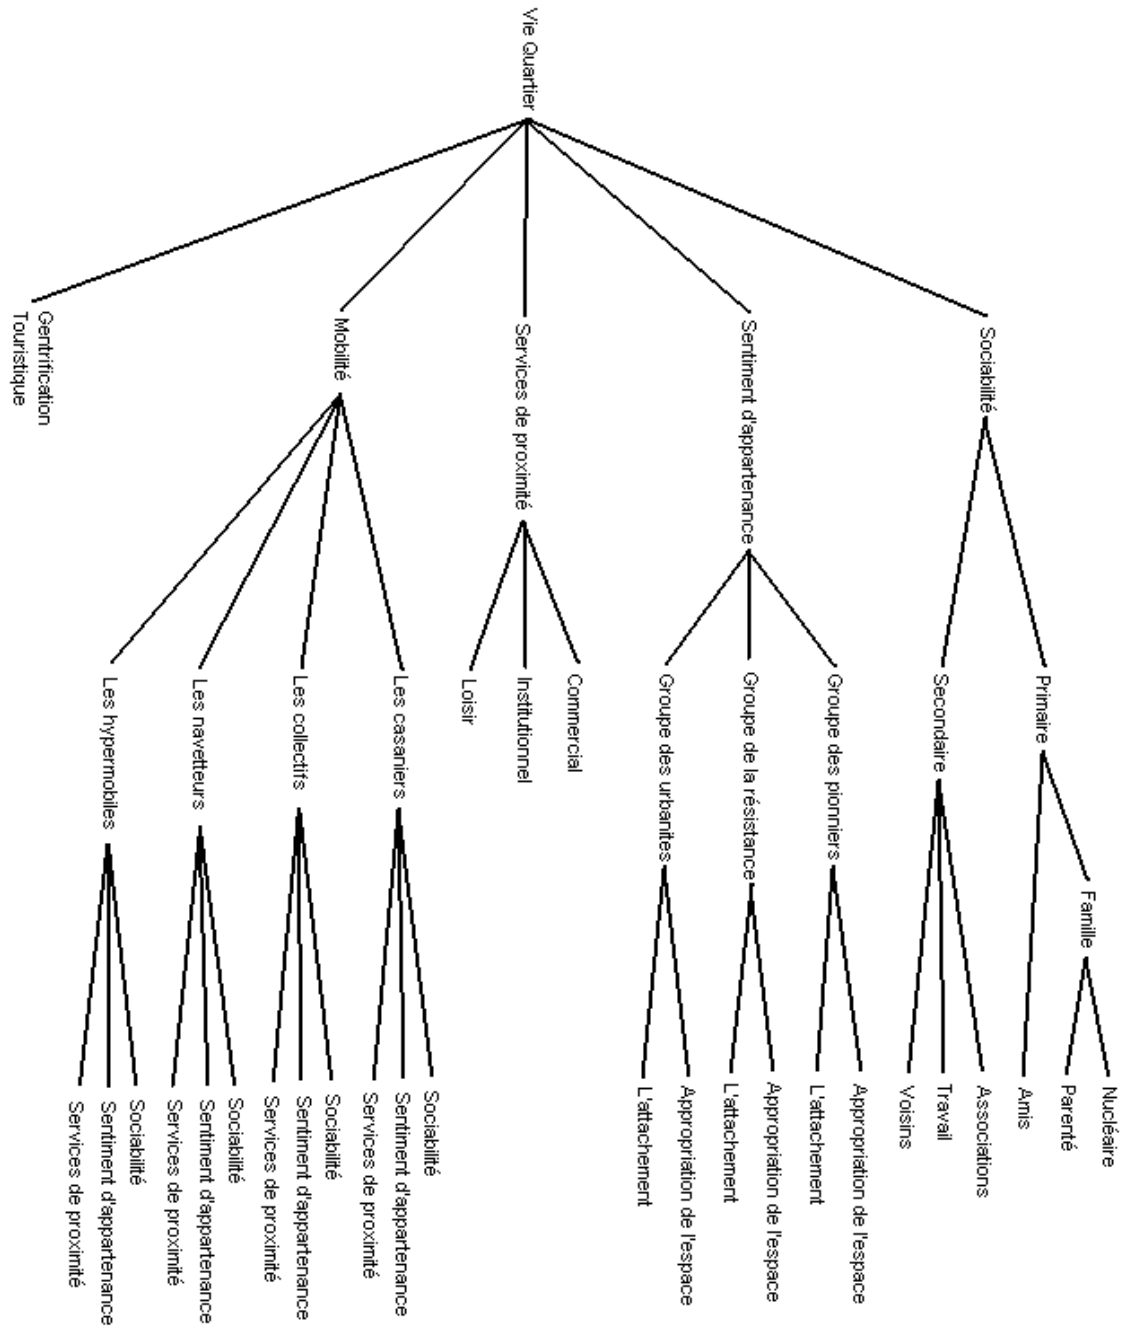 Vie Quartier
Sociabilité
Primaire
Famille
Nucléaire
Parenté
Amis
Secondaire
Associations
Travail
Voisins
Sentiment d'appartenance
Groupe des pionniers
Appropriation de l'espace
L'attachement
Groupe de la résistance
Appropriation de l'espace
L'attachement
Groupe des urbanites
Appropriation de l'espace
L'attachement
Services de proximité
Commercial
Institutionnel
Loisir
Mobilité
Les casaniers
Sociabilité
Sentiment d'appartenance
Services de proximité
Les collectifs
Sociabilité
Sentiment d'appartenance
Services de proximité
Les navetteurs
Sociabilité
Sentiment d'appartenance
Services de proximité
Les hypermobiles
Sociabilité
Sentiment d'appartenance
Services de proximité
Gentrification
Touristique